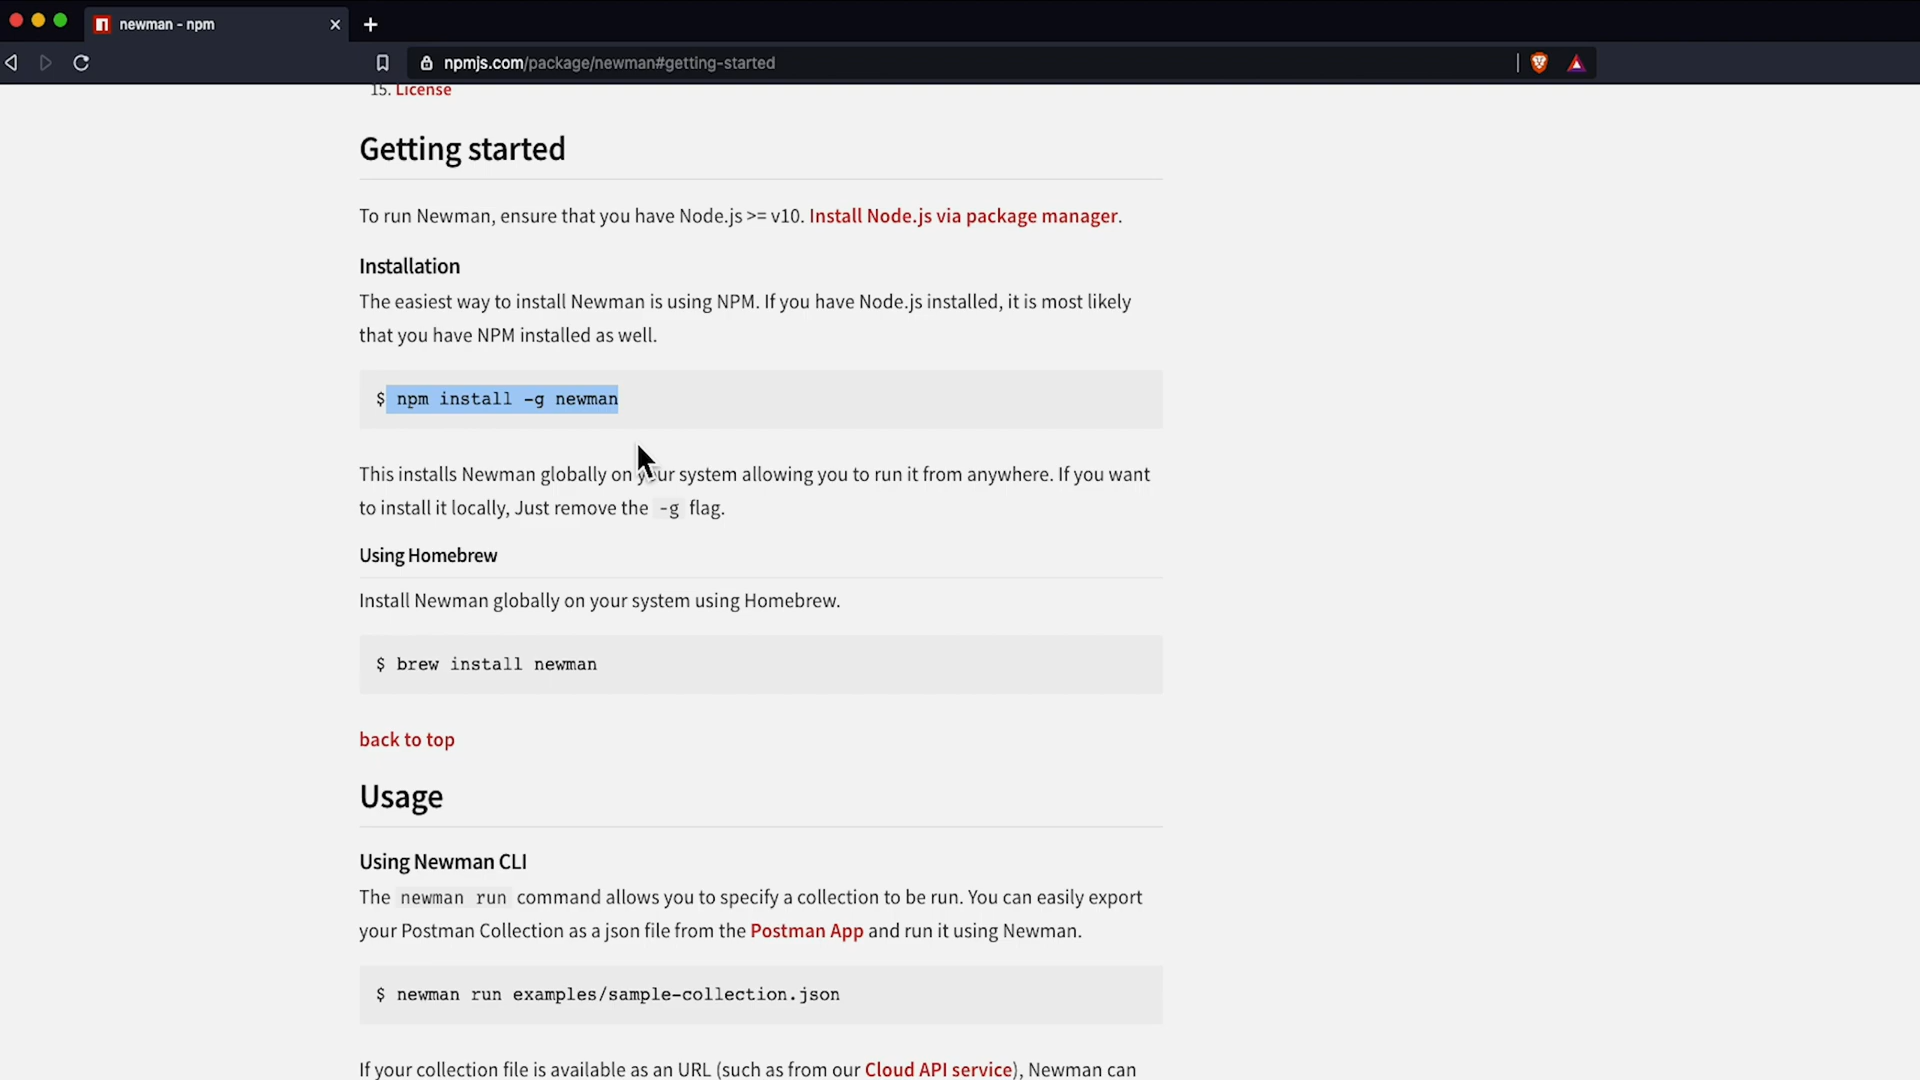 newman - npm
npmjs.com/package/newman#getting-started
15. License
Getting started
To run Newman, ensure that you have Node.js >= v10. Install Node.js via package manager.
Installation
The easiest way to install Newman is using NPM. If you have Node.js installed, it is most likely
that you have NPM installed as well.
$ npm install -g newman
This installs Newman globally on your system allowing you to run it from anywhere. If you want
to install it locally, Just remove the -g flag.
Using Homebrew
Install Newman globally on your system using Homebrew.
$ brew install newman
back to top
Usage
Using Newman CLI
The newman run command allows you to specify a collection to be run. You can easily export
your Postman Collection as a json file from the Postman App and run it using Newman.
$ newman run examples/sample-collection.json
If your collection file is available as an URL (such as from our Cloud API service), Newman can